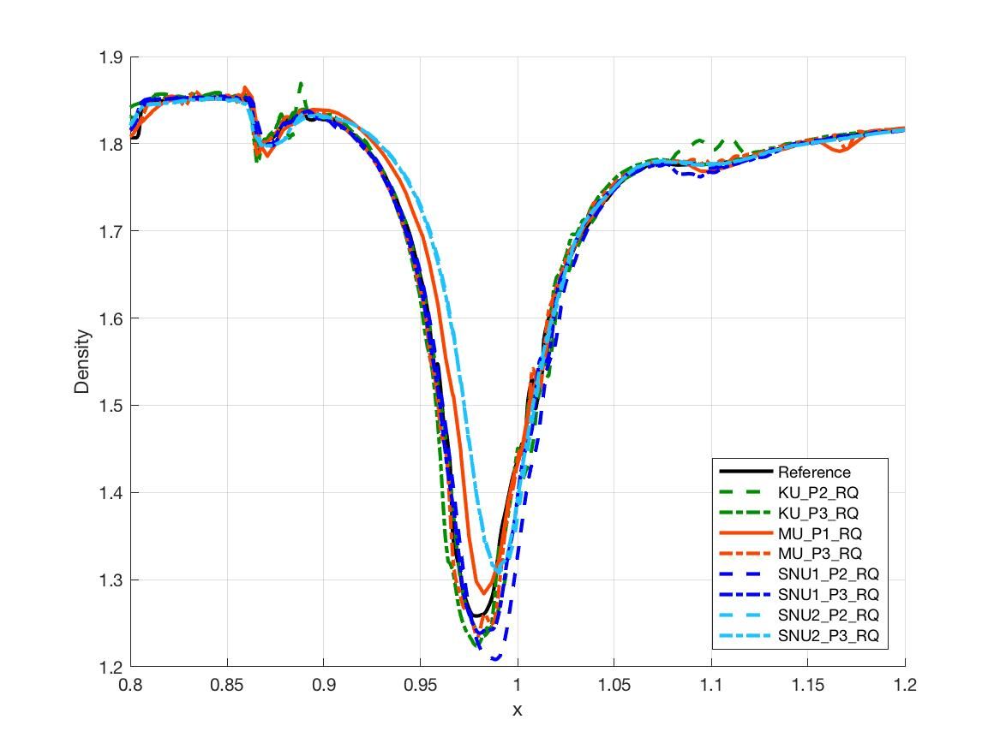 1.9
1.8
1.7
1.6
1.5
1.4
1.3
1.2
Density
0.8
0.85
0.9
0.95
1
1.05
1.1
1.15
1.2
x
Reference
KU_P2_RQ
KU_P3_RQ
MU_P1_RQ
MU_P3_RQ
SNU1_P2_RQ
SNU1_P3_RQ
SNU2_P2_RQ
SNU2_P3_RQ